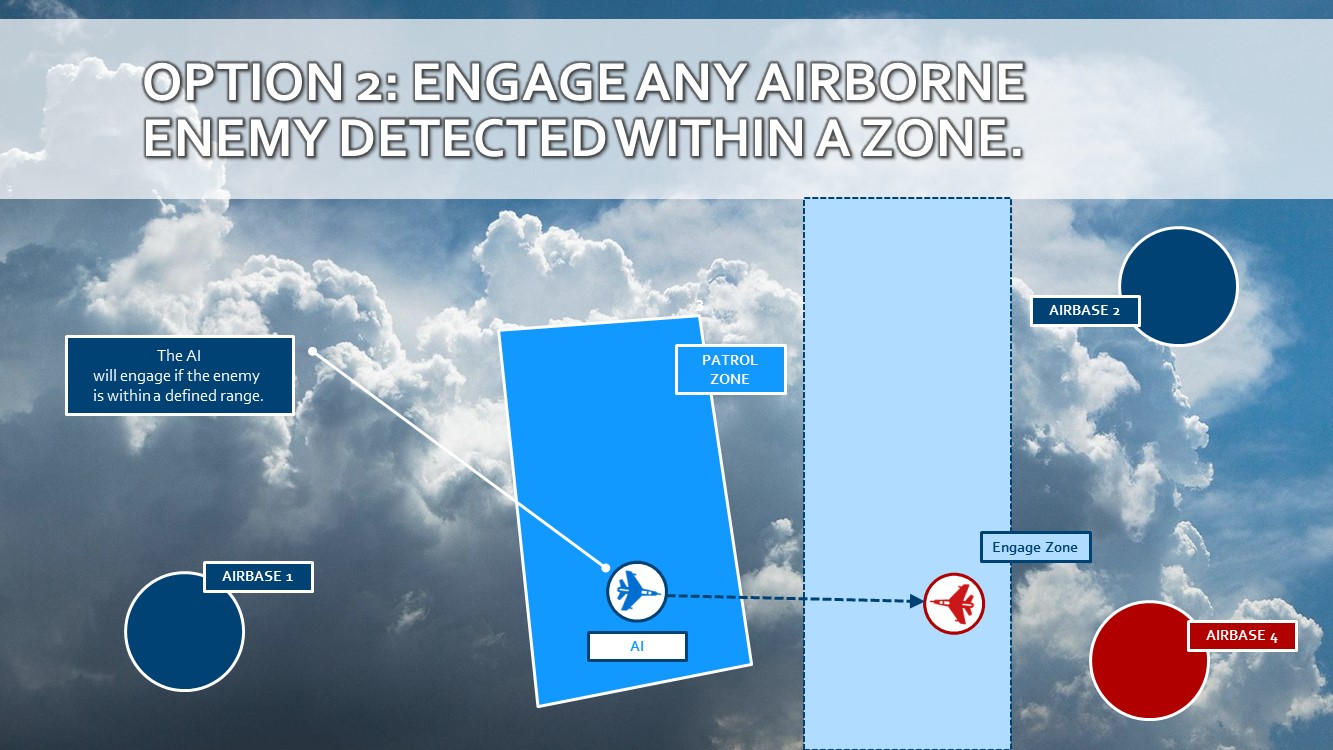 OPTION 2: ENGAGE ANY AIRBORNE
ENEMY DETECTED WITHIN A ZONE.
AIRBASE 2
The AI
will engage if the enemy
is within a defined range.
PATROL
ZONE
Engage Zone
AIRBASE 1
AI
AIRBASE 4